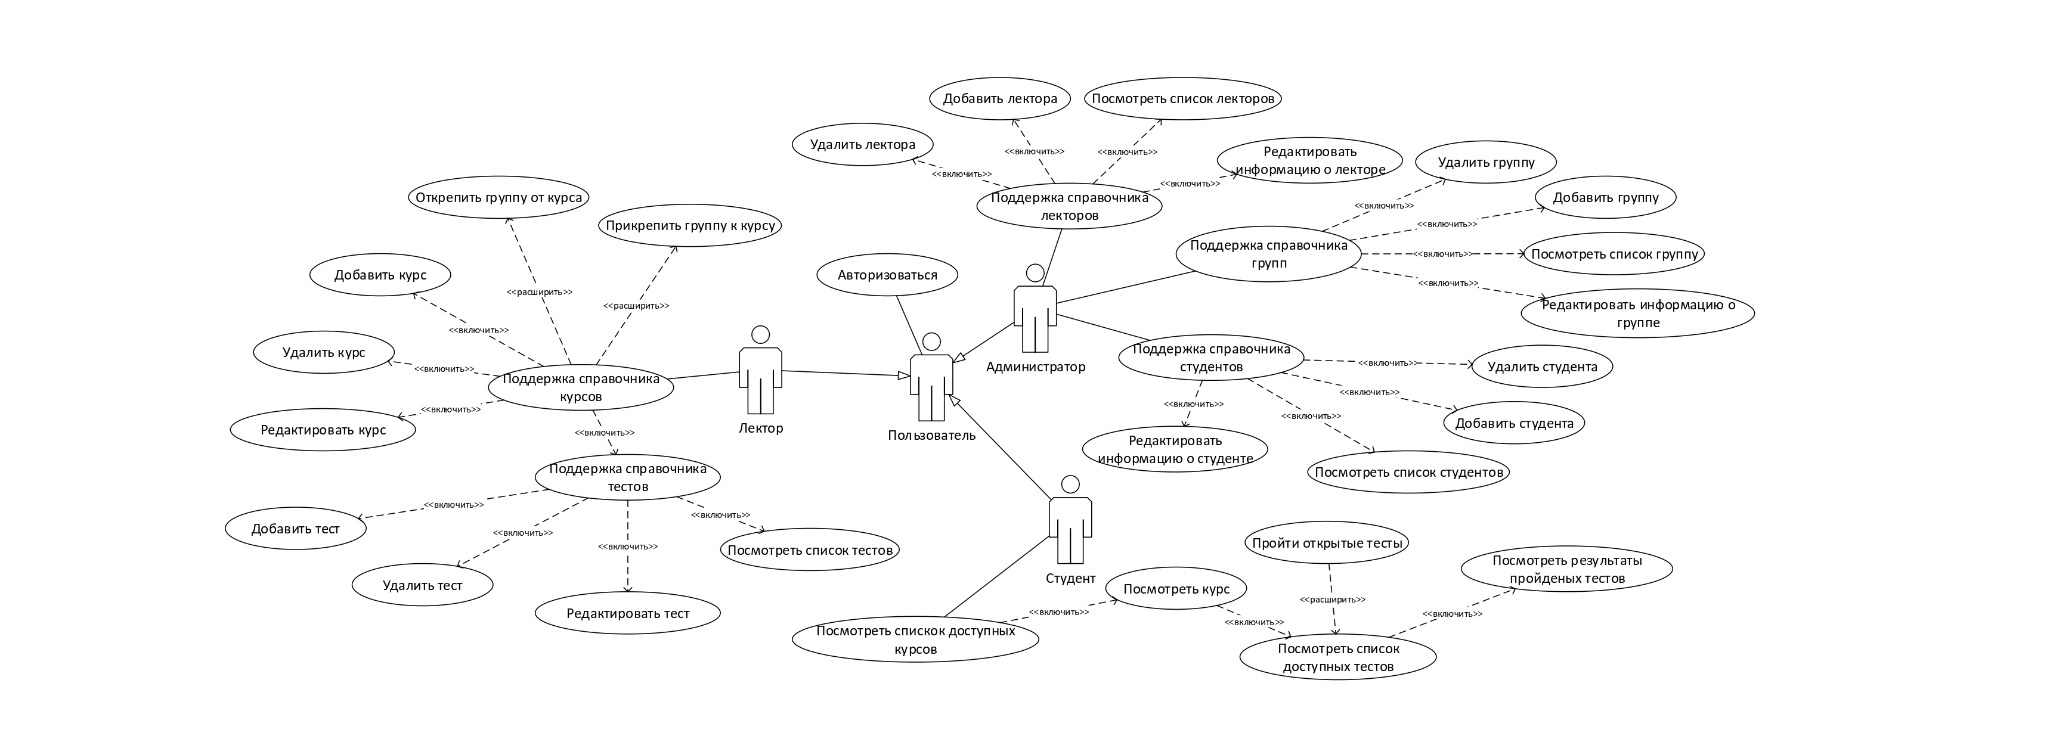 Добавить лектора
Посмотреть список лекторов
Удалить лектора
<<включить>>
<<включить>>
<<включить>>
<<включить>>
Редактировать
информацию о лекторе
Поддержка справочника
лекторов
Удалить группу
Добавить группу
Посмотреть список группу
Редактировать информацию о
группе
<<включить>>
<<включить>>
<<включить>>
<<включить>>
Поддержка справочника
групп
Открепить группу от курса
Прикрепить группу к курсу
Добавить курс
Удалить курс
Редактировать курс
<<расширить>>
<<расширить>>
<<включить>>
<<включить>>
<<включить>>
<<включить>>
Поддержка справочника
курсов
Авторизоваться
Лектор
Пользователь
Администратор
Поддержка справочника
студентов
<<включить>>
<<включить>>
<<включить>>
<<включить>>
Удалить студента
Добавить студента
Редактировать
информацию о студенте
Посмотреть список студентов
Поддержка справочника
тестов
<<включить>>
<<включить>>
<<включить>>
<<включить>>
Добавить тест
Удалить тест
Редактировать тест
Посмотреть список тестов
Студент
Посмотреть спискок доступных
курсов
<<включить>>
Посмотреть курс
<<включить>>
Пройти открытые тесты
<<расширить>>
Посмотреть список
доступных тестов
<<включить>>
Посмотреть результаты
пройденых тестов